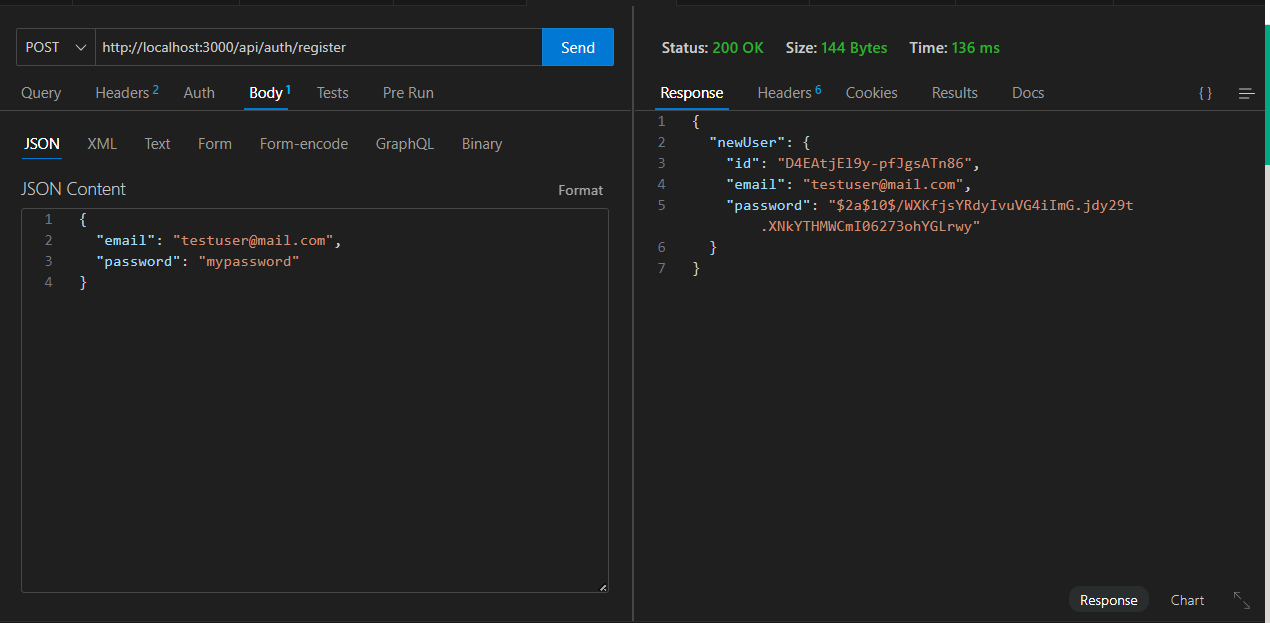 POST http://localhost:3000/api/auth/register Send
Query Headers 2 Auth Body 1 Tests Pre Run
JSON XML Text Form Form-encode GraphQL Binary
JSON Content Format
1 {
2 "email": "testuser@mail.com",
3 "password": "mypassword"
4 }
Status: 200 OK Size: 144 Bytes Time: 136 ms
Response Headers 6 Cookies Results Docs { }
1 {
2 "newUser": {
3 "id": "D4EAtjEl9y-pfJgsATn86",
4 "email": "testuser@mail.com",
5 "password": "$2a$10$/WXKfjsYRdyIvuVG4iImG.jdy29t
.XNkYTHMWCmI06273ohYGLrwy"
6 }
7 }
Response Chart